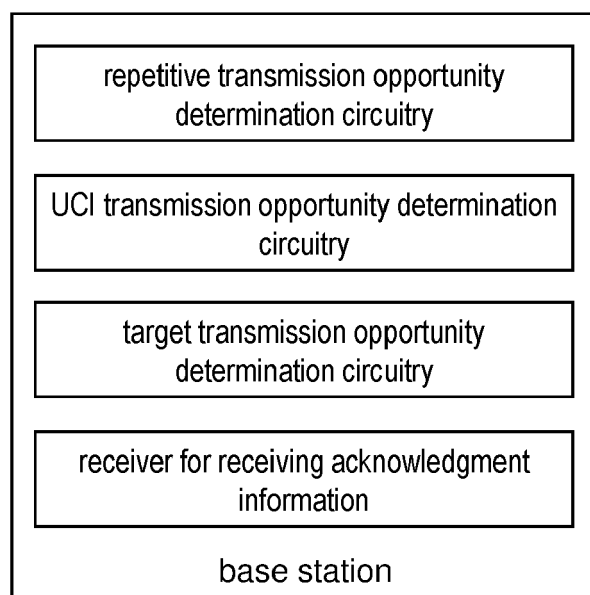 repetitive transmission opportunity
determination circuitry
UCI transmission opportunity determination
circuitry
target transmission opportunity
determination circuitry
receiver for receiving acknowledgment
information
base station